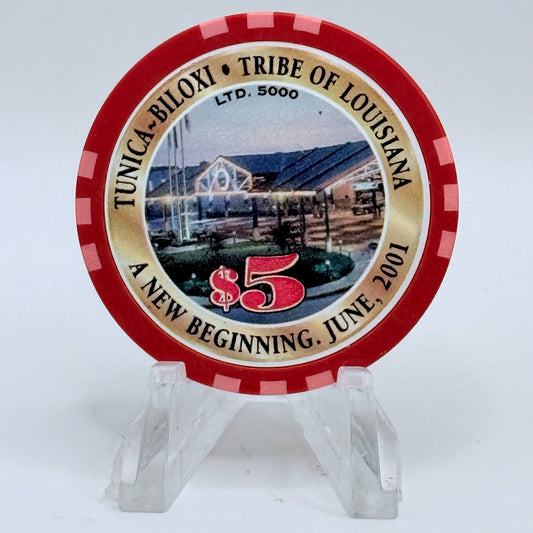 TUNICA~BILOXI • TRIBE OF LOUISIANA
LTD. 5000
$5
A NEW BEGINNING. JUNE, 2001